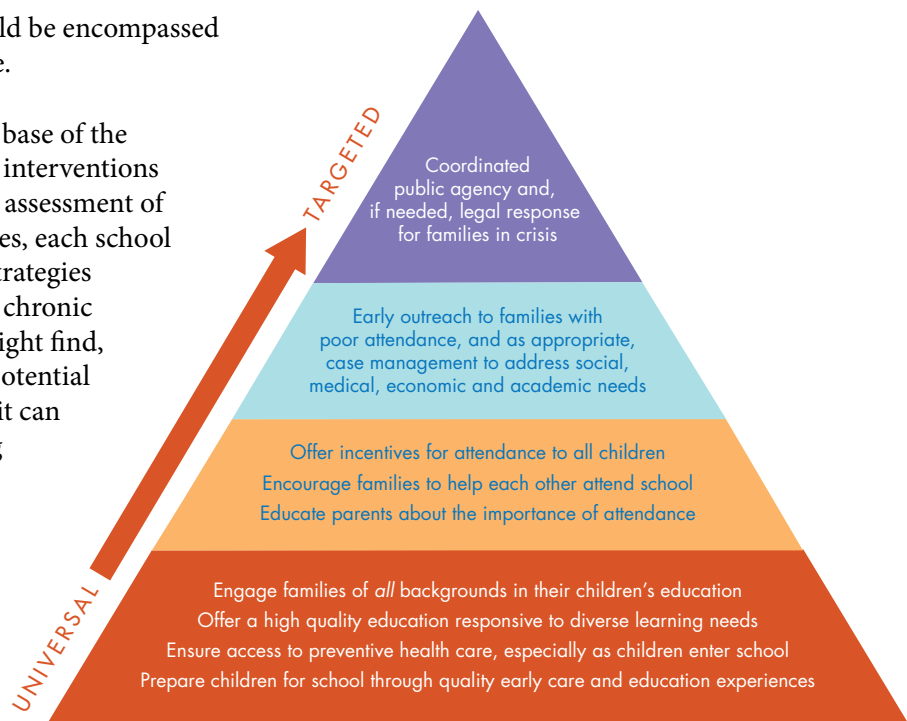 ld be encompassed
e.
base of the
interventions
assessment of
es, each school
trategies
chronic
ight find,
otential
it can
g
TARGETED
UNIVERSAL
Coordinated
public agency and,
if needed, legal response
for families in crisis
Early outreach to families with
poor attendance, and as appropriate,
case management to address social,
medical, economic and academic needs
Offer incentives for attendance to all children
Encourage families to help each other attend school
Educate parents about the importance of attendance
Engage families of all backgrounds in their children's education
Offer a high quality education responsive to diverse learning needs
Ensure access to preventive health care, especially as children enter school
Prepare children for school through quality early care and education experiences